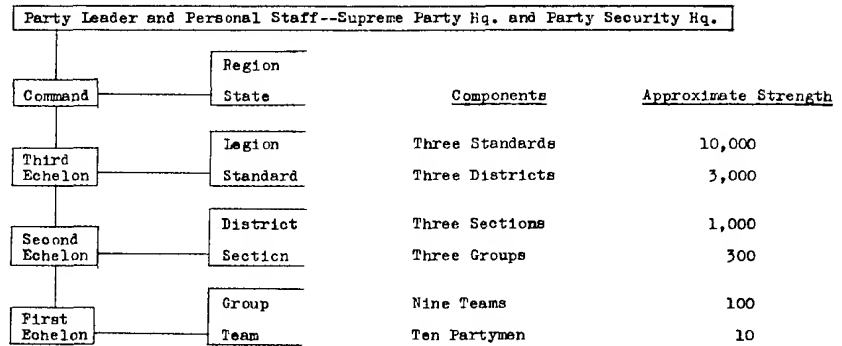 Party Leader and Personal Staff--Supreme Party Hq. and Party Security Hq.
Region
Command State Components Approximate Strength
Legion Three Standards 10,000
Third
Echelon Standard Three Districts 3,000
District Three Sections 1,000
Second
Echelon Section Three Groups 300
Group Nine Teams 100
First
Echelon Team Ten Partymen 10